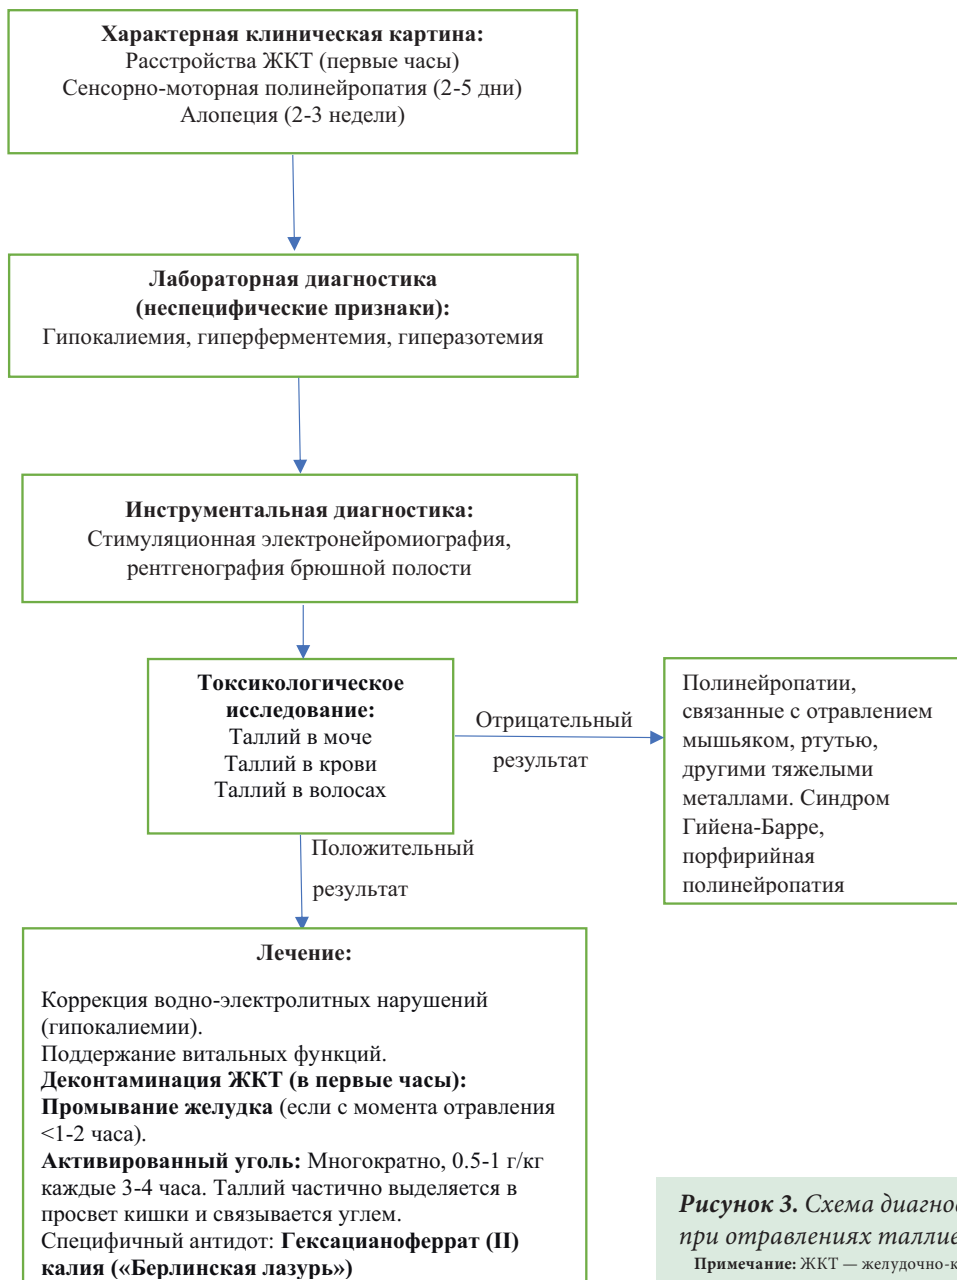 Характерная клиническая картина:
Расстройства ЖКТ (первые часы)
Сенсорно-моторная полинейропатия (2-5 дни)
Алопеция (2-3 недели)
Лабораторная диагностика
(неспецифические признаки):
Гипокалиемия, гиперферментемия, гиперазотемия
Инструментальная диагностика:
Стимуляционная электронейромиография,
рентгенография брюшной полости
Токсикологическое
исследование:
Таллий в моче
Таллий в крови
Таллий в волосах
Отрицательный
результат
Полинейропатии,
связанные с отравлением
мышьяком, ртутью,
другими тяжелыми
металлами. Синдром
Гийена-Барре,
порфирийная
полинейропатия
Положительный
результат
Лечение:
Коррекция водно-электролитных нарушений
(гипокалиемии).
Поддержание витальных функций.
Деконтаминация ЖКТ (в первые часы):
Промывание желудка (если с момента отравления
<1-2 часа).
Активированный уголь: Многократно, 0.5-1 г/кг
каждые 3-4 часа. Таллий частично выделяется в
просвет кишки и связывается углем.
Специфичный антидот: Гексацианоферрат (II)
калия («Берлинская лазурь»)
Рисунок 3. Схема диагнос
при отравлениях таллие
Примечание: ЖКТ — желудочно-к